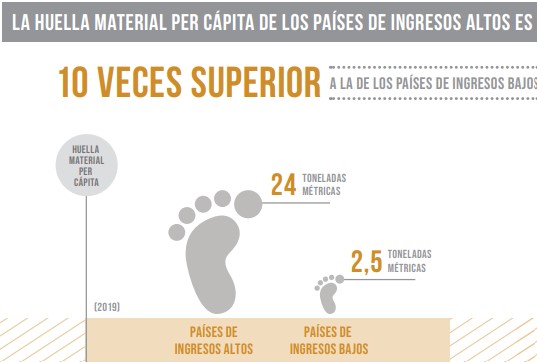 LA HUELLA MATERIAL PER CÁPITA DE LOS PAÍSES DE INGRESOS ALTOS ES
10 VECES SUPERIOR
A LA DE LOS PAÍSES DE INGRESOS BAJOS
HUELLA
MATERIAL
PER
CÁPITA
24 TONELADAS
MÉTRICAS
2,5 TONELADAS
MÉTRICAS
(2019)
PAÍSES DE
INGRESOS ALTOS
PAÍSES DE
INGRESOS BAJOS